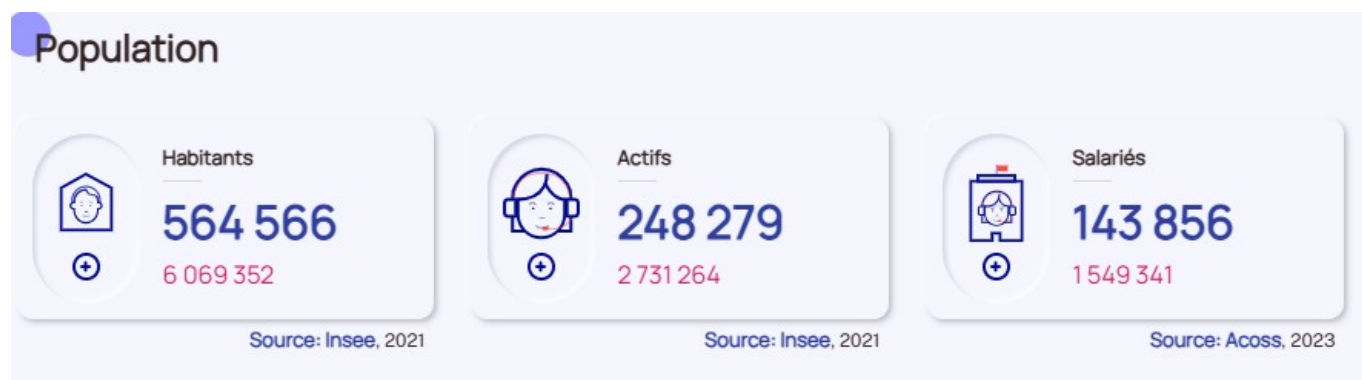 Population
Habitants
564 566
6 069 352
Source: Insee, 2021
Actifs
248 279
2 731 264
Source: Insee, 2021
Salariés
143 856
1 549 341
Source: Acoss, 2023